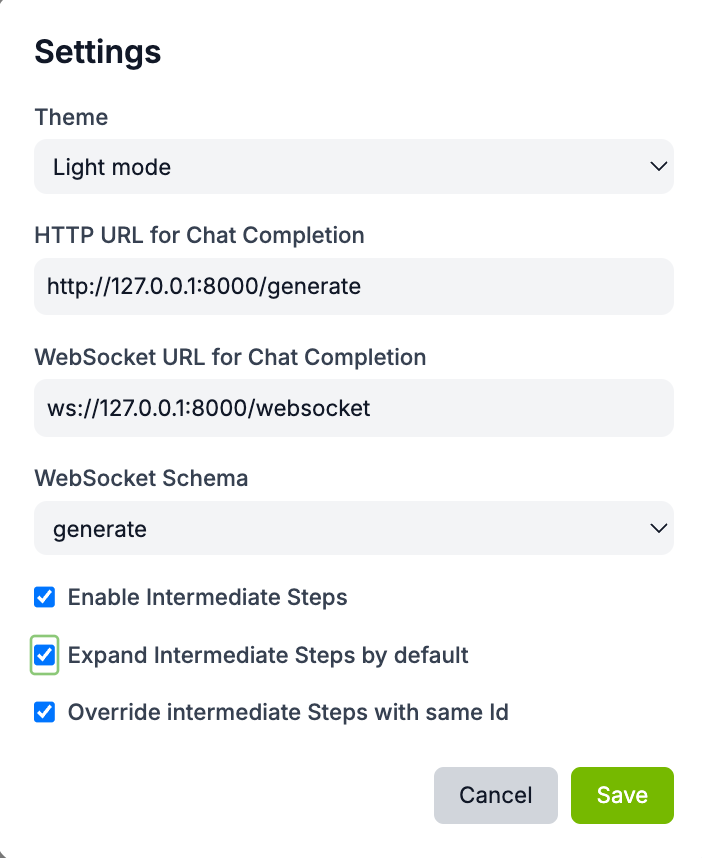 Settings
Theme
Light mode
HTTP URL for Chat Completion
http://127.0.0.1:8000/generate
WebSocket URL for Chat Completion
ws://127.0.0.1:8000/websocket
WebSocket Schema
generate
Enable Intermediate Steps
Expand Intermediate Steps by default
Override intermediate Steps with same Id
Cancel Save